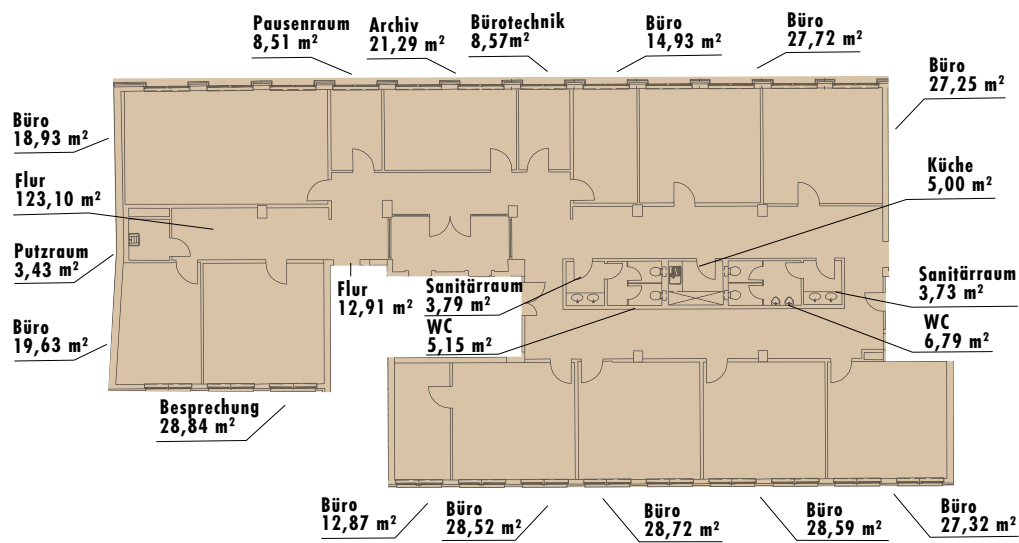 Pausenraum
8,51 m²
Archiv
21,29 m²
Bürotechnik
8,57m²
Büro
14,93 m²
Büro
27,72 m²
Büro
27,25 m²
Büro
18,93 m²
Flur
123,10 m²
Küche
5,00 m²
Putzraum
3,43 m²
Flur
12,91 m²
Sanitärraum
3,79 m²
Sanitärraum
3,73 m²
WC
5,15 m²
WC
6,79 m²
Büro
19,63 m²
Besprechung
28,84 m²
Büro
12,87 m²
Büro
28,52 m²
Büro
28,72 m²
Büro
28,59 m²
Büro
27,32 m²